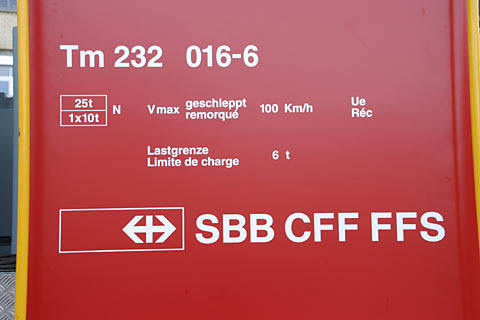 Tm 232 016-6
25t
1x10t
N
Vmax geschleppt 100 Km/h
remorqué
Ue
Réc
Lastgrenze
Limite de charge 6 t
SBB CFF FFS